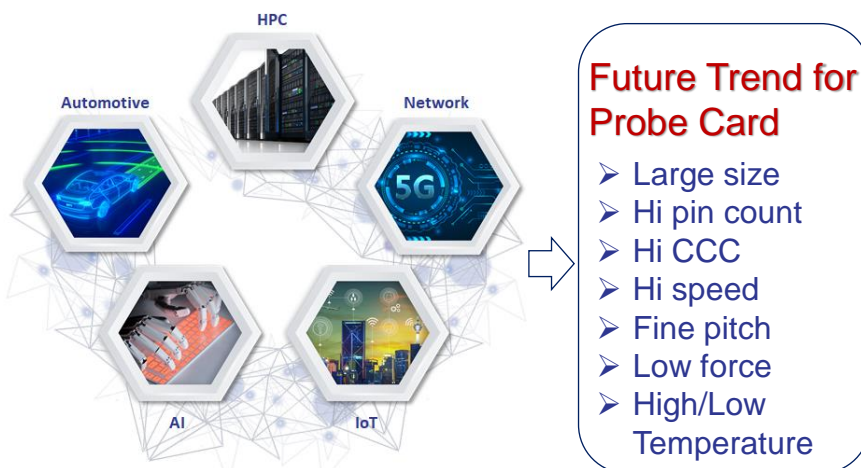 HPC
Automotive
Network
5G
AI
IoT
Future Trend for
Probe Card
➢ Large size
➢ Hi pin count
➢ Hi CCC
➢ Hi speed
➢ Fine pitch
➢ Low force
➢ High/Low
Temperature